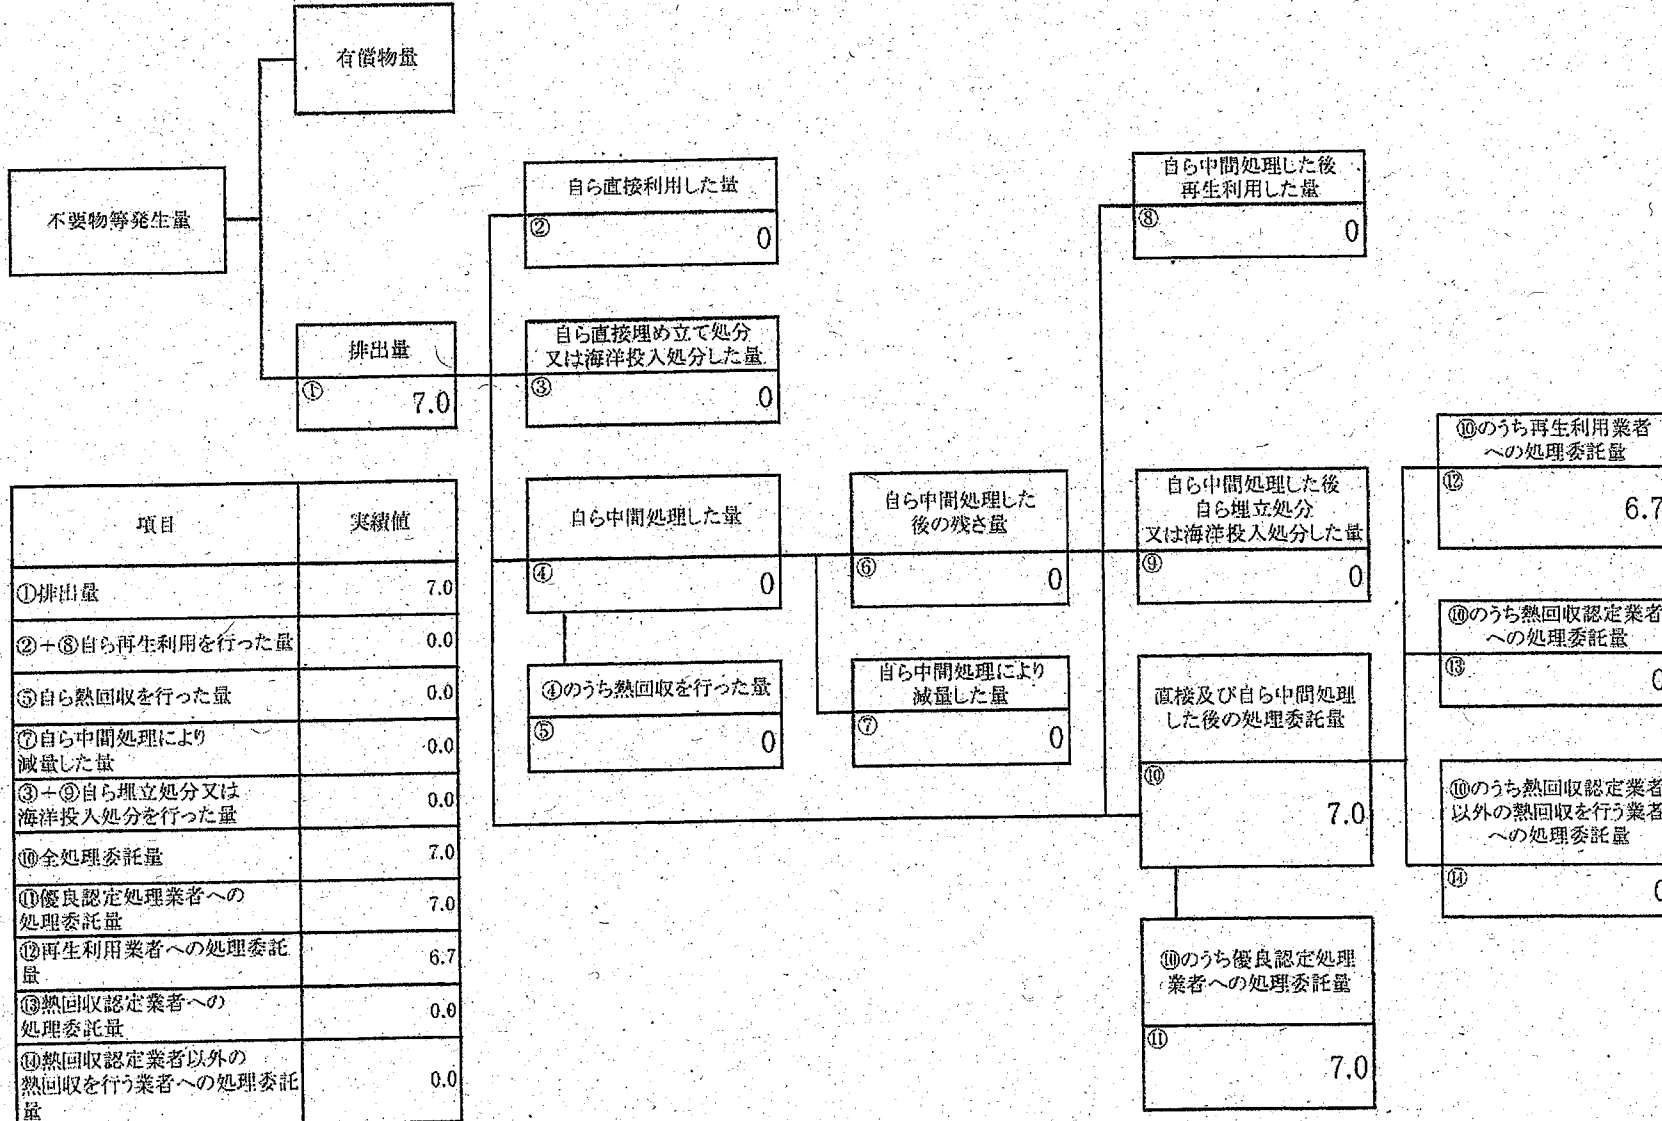 有償物量
不要物等発生量
排出量
①
7.0
自ら直接利用した量
②
0
自ら直接埋め立て処分
又は海洋投入処分した量
③
0
自ら中間処理した量
④
0
④のうち熱回収を行った量
⑤
0
自ら中間処理した
後の残さ量
⑥
0
自ら中間処理により
減量した量
⑦
0
自ら中間処理した後
再生利用した量
⑧
0
自ら中間処理した後
自ら埋立処分
又は海洋投入処分した量
⑨
0
直接及び自ら中間処理
した後の処理委託量
⑩
7.0
⑩のうち優良認定処理
業者への処理委託量
⑪
7.0
⑩のうち再生利用業者
への処理委託量
⑫
6.7
⑩のうち熱回収認定業者
への処理委託量
⑬
0
⑩のうち熱回収認定業者
以外の熱回収を行う業者
への処理委託量
⑭
0
項目 実績値
①排出量 7.0
②+⑧自ら再生利用を行った量 0.0
⑤自ら熱回収を行った量 0.0
⑦自ら中間処理により
減量した量 0.0
③+⑨自ら埋立処分又は
海洋投入処分を行った量 0.0
⑩全処理委託量 7.0
⑪優良認定処理業者への
処理委託量 7.0
⑫再生利用業者への処理委託
量 6.7
⑬熱回収認定業者への
処理委託量 0.0
⑭熱回収認定業者以外の
熱回収を行う業者への処理委託
量 0.0